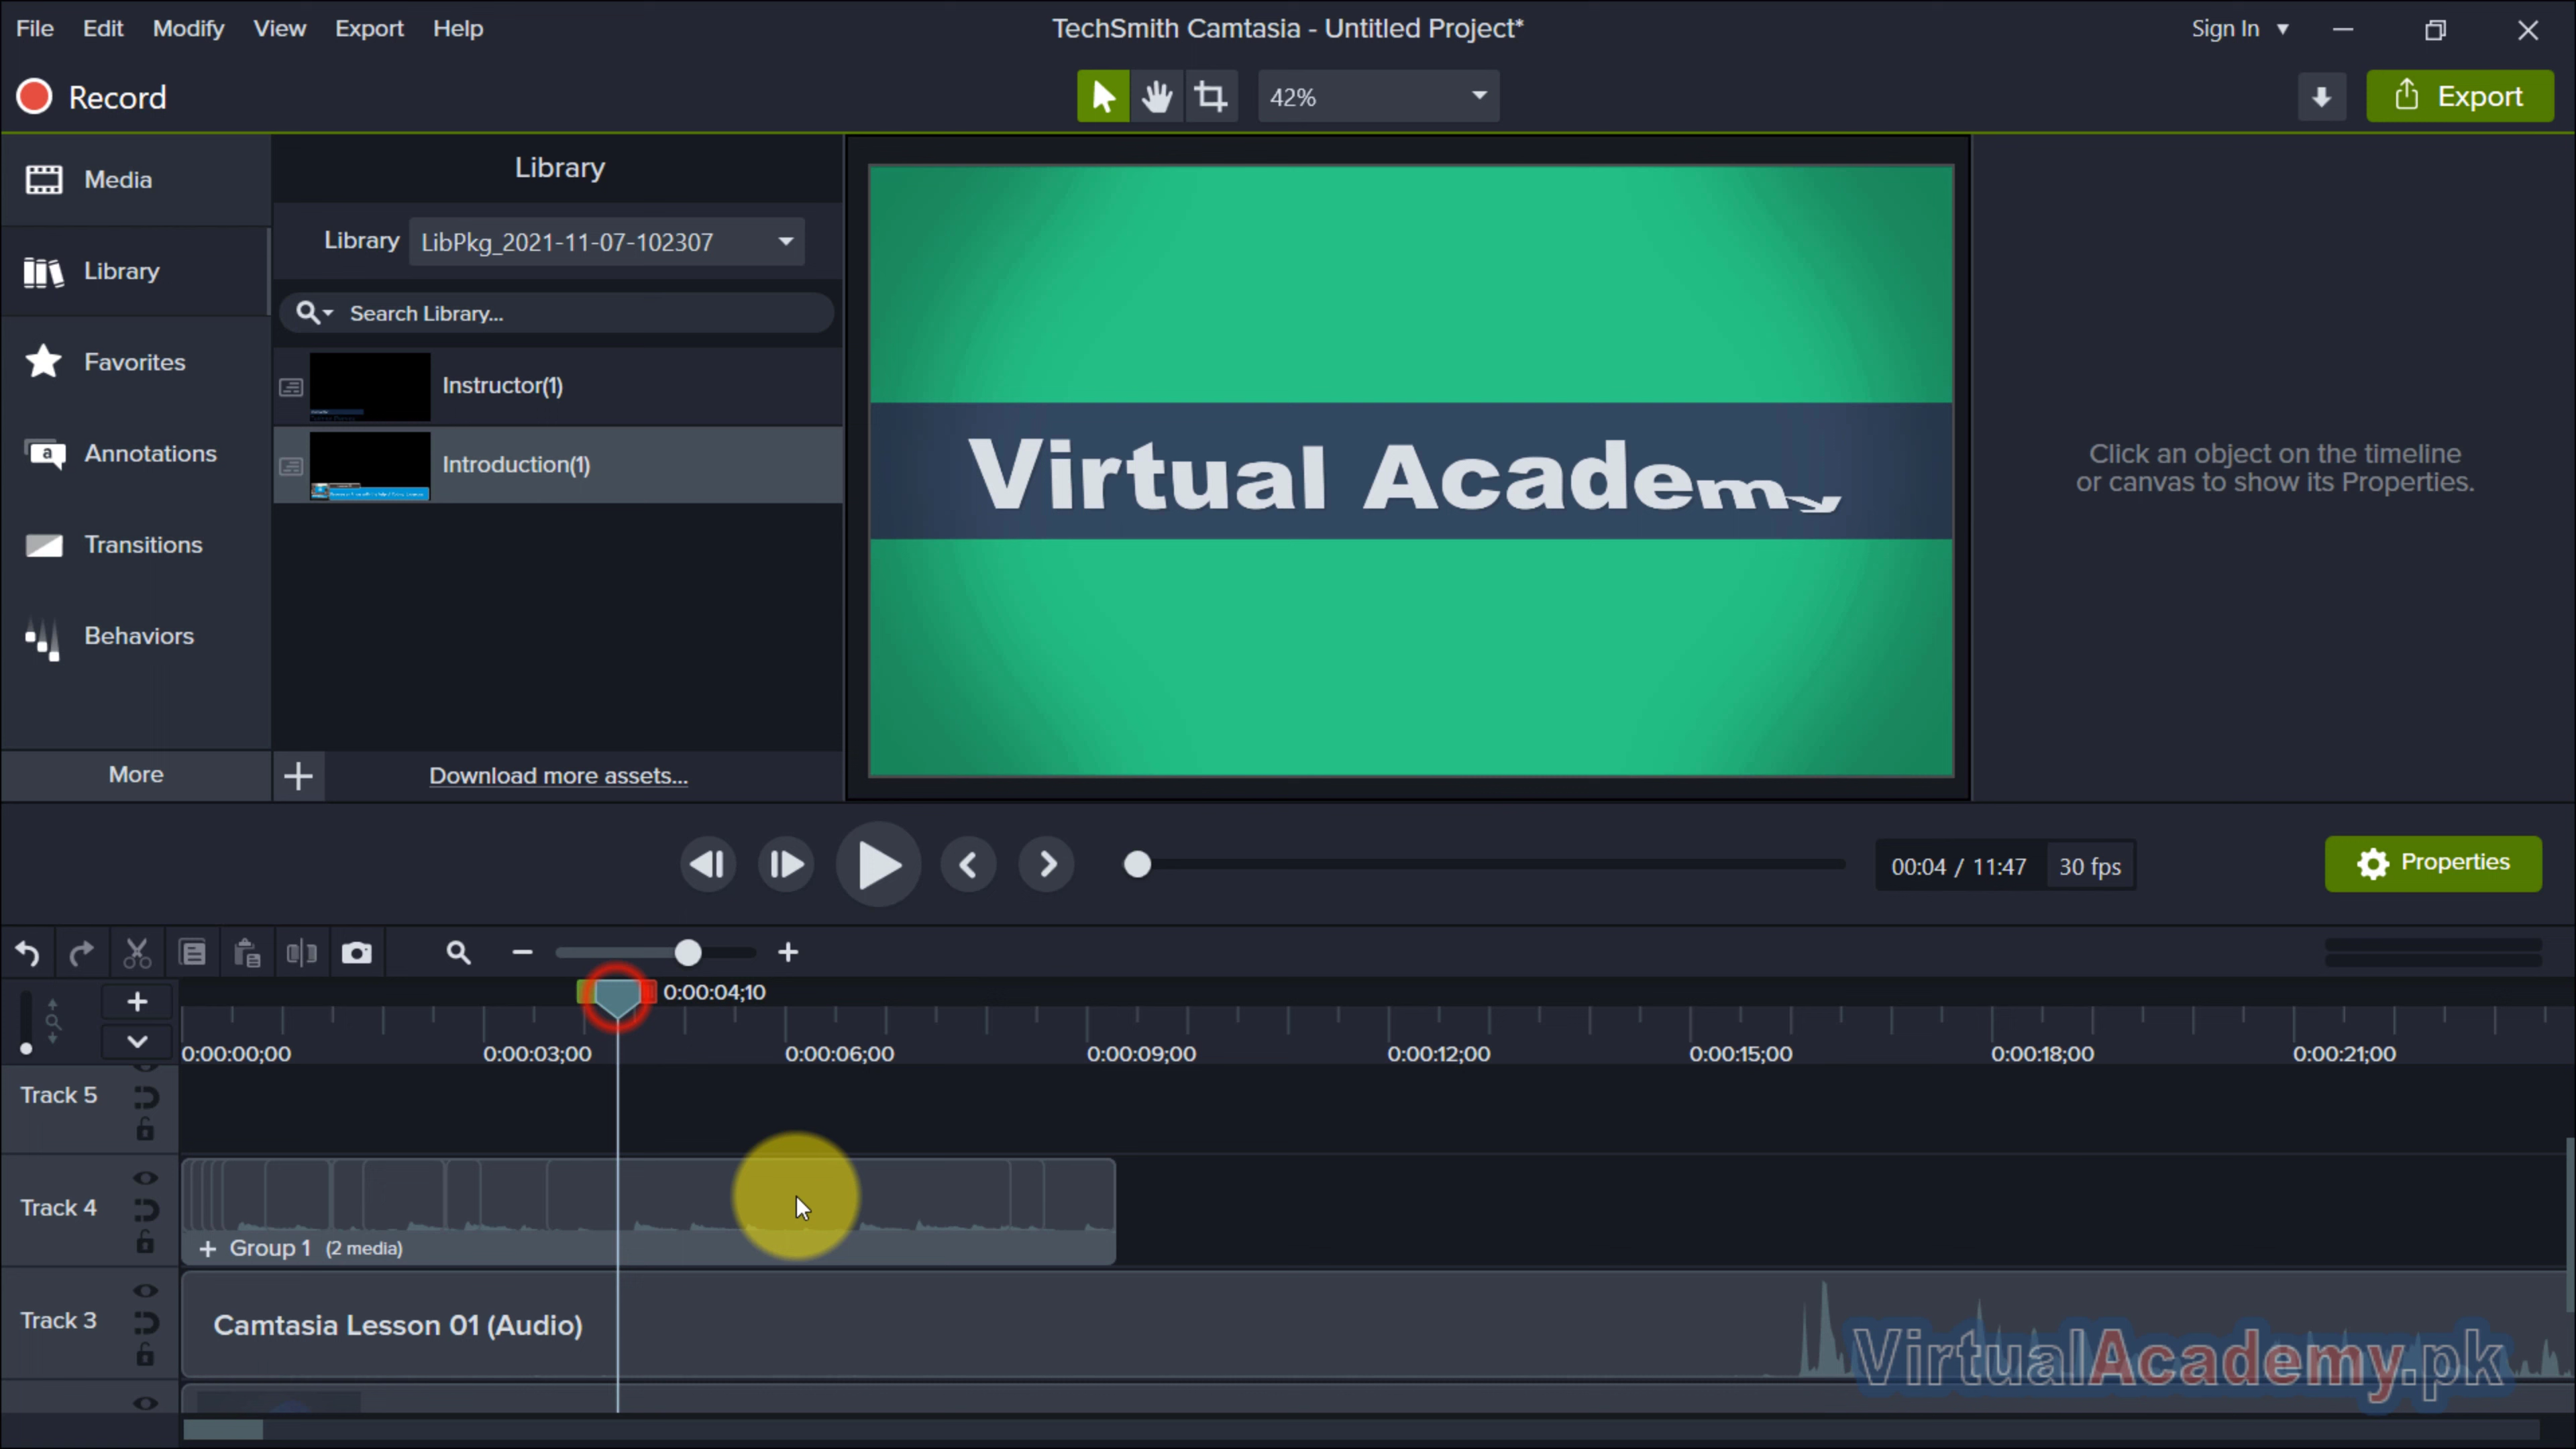 File Edit Modify View Export Help
TechSmith Camtasia - Untitled Project*
Sign In
Record
42%
Export
Media
Library
Favorites
Annotations
Transitions
Behaviors
More
Library
Library LibPkg_2021-11-07-102307
Search Library...
Instructor(1)
Introduction(1)
Download more assets...
Virtual Academy
Click an object on the timeline
or canvas to show its Properties.
00:04 / 11:47 30 fps
Properties
0:00:04;10
0:00:00;00 0:00:03;00 0:00:06;00 0:00:09;00 0:00:12;00 0:00:15;00 0:00:18;00 0:00:21;00
Track 5
Track 4
+ Group 1 (2 media)
Track 3
Camtasia Lesson 01 (Audio)
VirtualAcademy.pk